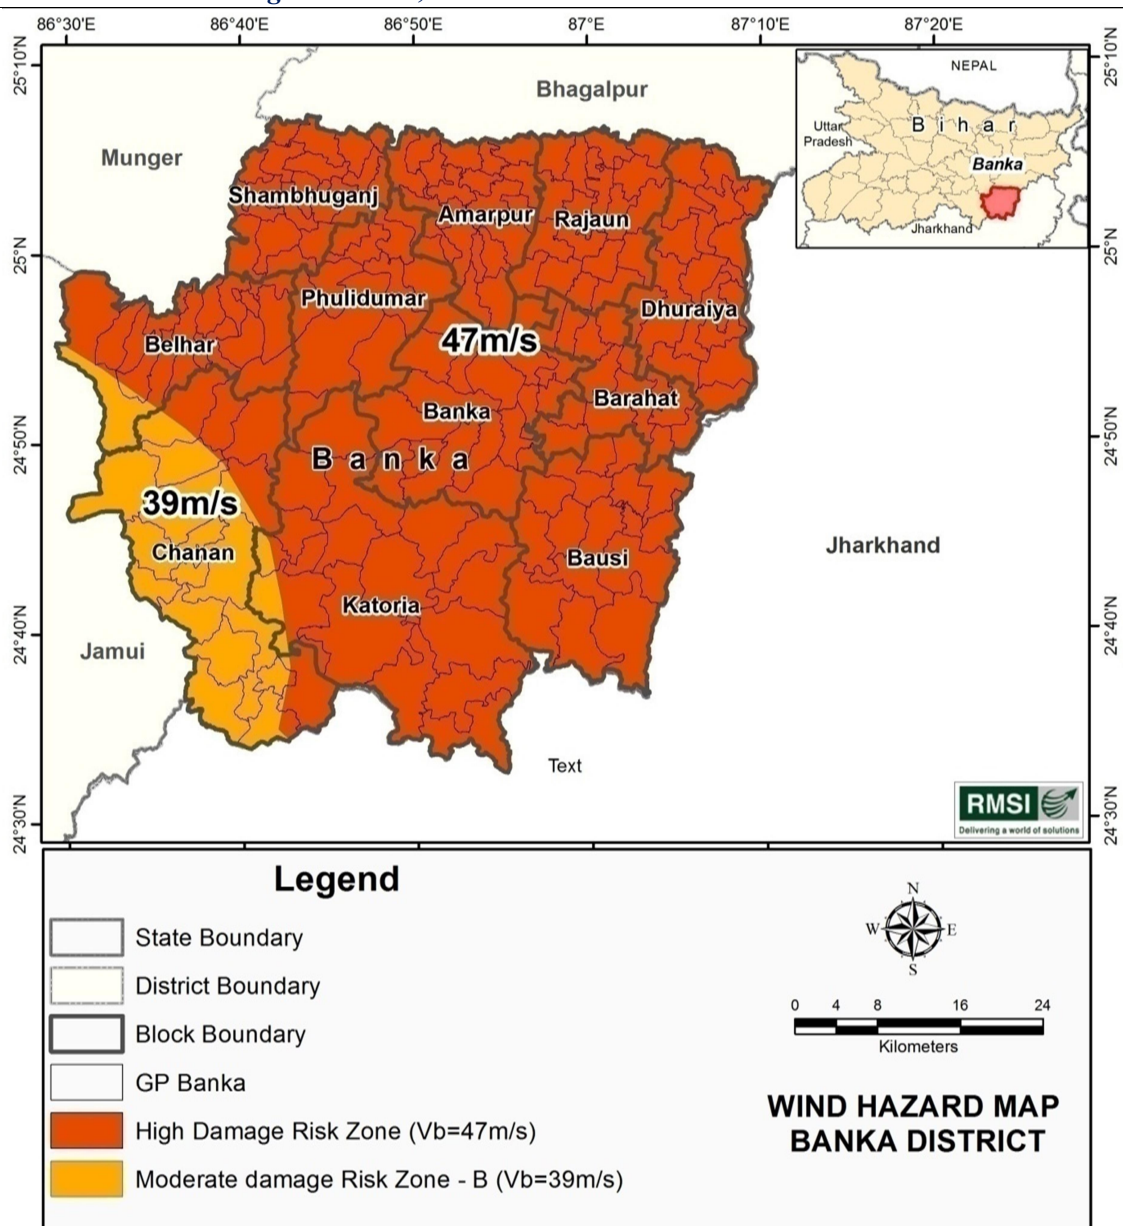 86°30'E 86°40'E 86°50'E 87°E 87°10'E 87°20'E
25°10'N
25°10'N
Bhagalpur
NEPAL
Uttar
Pradesh
B i h a r
Munger
Banka
Shambhuganj
Amarpur
Rajaun
Jharkhand
25°N
25°N
Phulidumar
Dhuraiya
Belhar
47m/s
Barahat
Banka
24°50'N
24°50'N
B a n k a
39m/s
Chanan
Jharkhand
Bausi
Katoria
24°40'N
24°40'N
Jamui
Text
RMSI
Delivering a world of solutions
24°30'N
24°30'N
Legend
State Boundary
District Boundary
Block Boundary
GP Banka
High Damage Risk Zone (Vb=47m/s)
Moderate damage Risk Zone - B (Vb=39m/s)
N
W E
S
0 4 8 16 24
Kilometers
WIND HAZARD MAP
BANKA DISTRICT